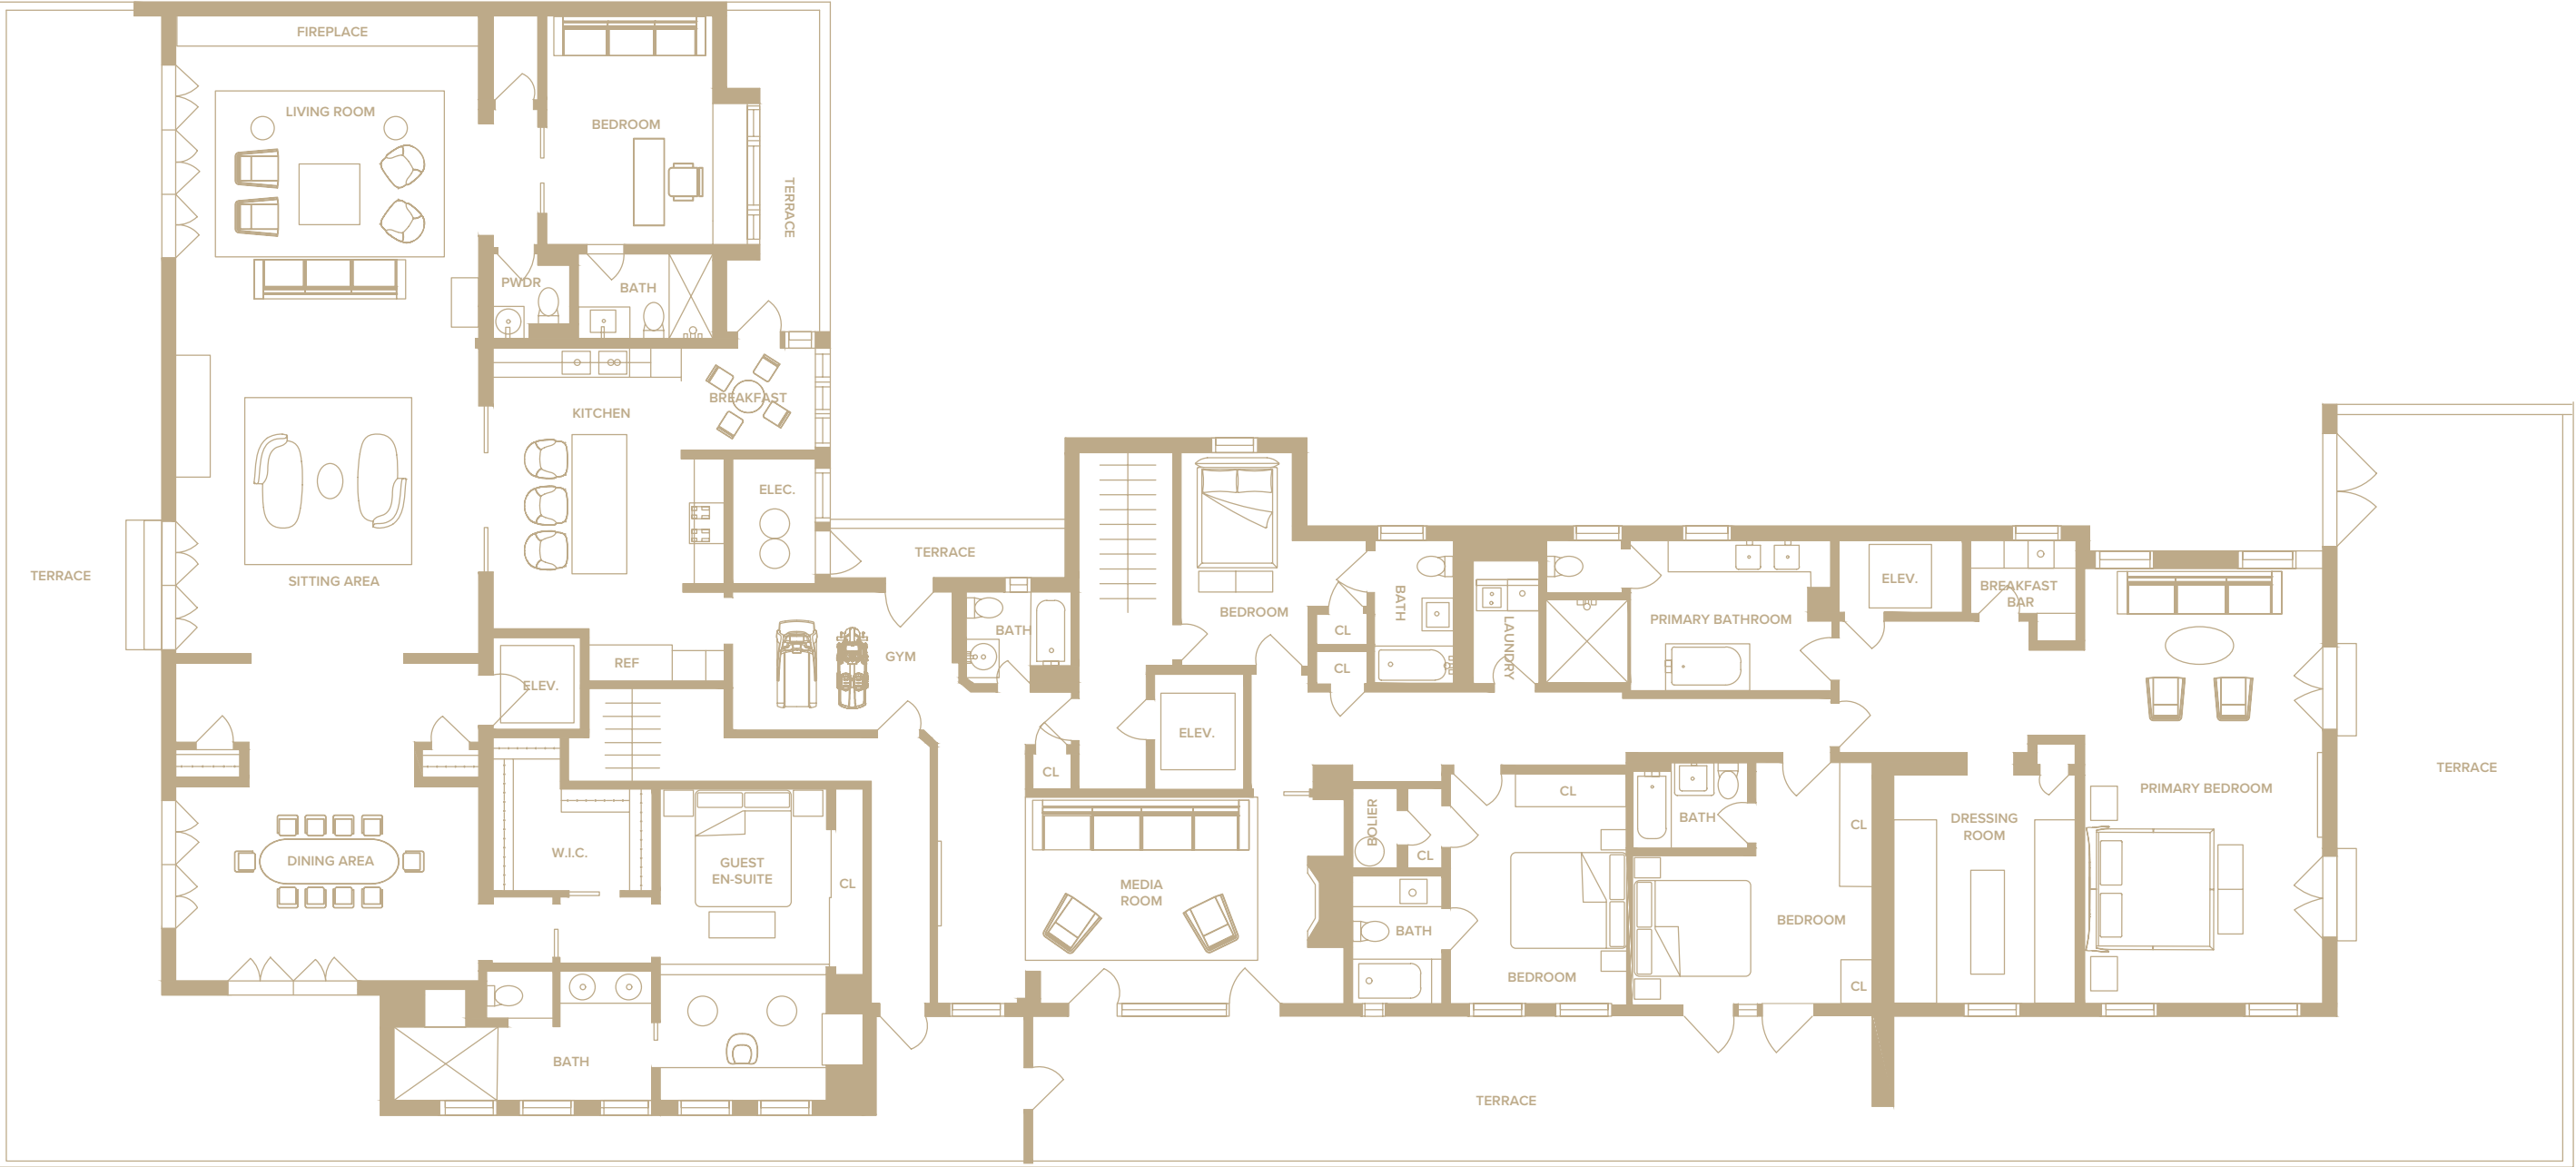 FIREPLACE
LIVING ROOM
BEDROOM
TERRACE
PWDR
BATH
KITCHEN
BREAKFAST
ELEC.
TERRACE
SITTING AREA
TERRACE
REF
ELEV.
GYM
BATH
BEDROOM
CL
CL
BATH
LAUNDRY
PRIMARY BATHROOM
ELEV.
BREAKFAST
BAR
ELEV.
CL
DINING AREA
W.I.C.
GUEST
EN-SUITE
CL
MEDIA
ROOM
BOLIER
CL
CL
BATH
BEDROOM
BATH
CL
BEDROOM
CL
DRESSING
ROOM
PRIMARY BEDROOM
TERRACE
BATH
TERRACE